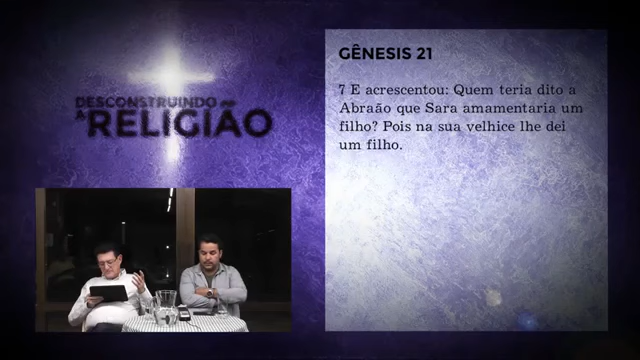 DESCONSTRUINDO
A RELIGIÃO
GÊNESIS 21
7 E acrescentou: Quem teria dito a
Abraão que Sara amamentaria um
filho? Pois na sua velhice lhe dei
um filho.